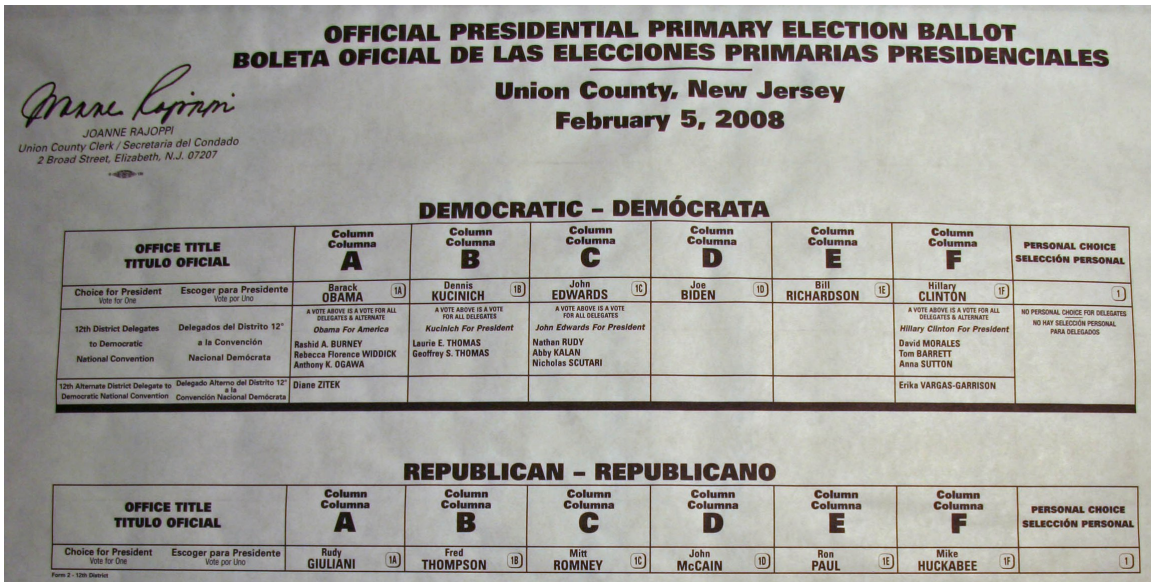 OFFICIAL PRESIDENTIAL PRIMARY ELECTION BALLOT
BOLETA OFICIAL DE LAS ELECCIONES PRIMARIAS PRESIDENCIALES
Union County, New Jersey
February 5, 2008
Joanne Rajoppi
JOANNE RAJOPPI
Union County Clerk / Secretaria del Condado
2 Broad Street, Elizabeth, N.J. 07207
DEMOCRATIC – DEMÓCRATA
OFFICE TITLE
TITULO OFICIAL
Column
Columna
A
Column
Columna
B
Column
Columna
C
Column
Columna
D
Column
Columna
E
Column
Columna
F
PERSONAL CHOICE
SELECCIÓN PERSONAL
Choice for President
Vote for One
Escoger para Presidente
Vote por Uno
Barack
OBAMA 1A
Dennis
KUCINICH 1B
John
EDWARDS 1C
Joe
BIDEN 1D
Bill
RICHARDSON 1E
Hillary
CLINTON 1F
1
12th District Delegates
to Democratic
National Convention
Delegados del Distrito 12°
a la Convención
Nacional Demócrata
A VOTE ABOVE IS A VOTE FOR ALL
DELEGATES & ALTERNATE
Obama For America
Rashid A. BURNEY
Rebecca Florence WIDDICK
Anthony K. OGAWA
A VOTE ABOVE IS A VOTE
FOR ALL DELEGATES
Kucinich For President
Laurie E. THOMAS
Geoffrey S. THOMAS
A VOTE ABOVE IS A VOTE
FOR ALL DELEGATES
John Edwards For President
Nathan RUDY
Abby KALAN
Nicholas SCUTARI
A VOTE ABOVE IS A VOTE FOR ALL
DELEGATES & ALTERNATE
Hillary Clinton For President
David MORALES
Tom BARRETT
Anna SUTTON
NO PERSONAL CHOICE FOR DELEGATES
NO HAY SELECCIÓN PERSONAL
PARA DELEGADOS
12th Alternate District Delegate to
Democratic National Convention
Delegado Alterno del Distrito 12°
a la
Convención Nacional Demócrata
Diane ZITEK
Erika VARGAS-GARRISON
REPUBLICAN – REPUBLICANO
OFFICE TITLE
TITULO OFICIAL
Column
Columna
A
Column
Columna
B
Column
Columna
C
Column
Columna
D
Column
Columna
E
Column
Columna
F
PERSONAL CHOICE
SELECCIÓN PERSONAL
Choice for President
Vote for One
Escoger para Presidente
Vote por Uno
Rudy
GIULIANI 1A
Fred
THOMPSON 1B
Mitt
ROMNEY 1C
John
McCAIN 1D
Ron
PAUL 1E
Mike
HUCKABEE 1F
1
Form 2 - 12th District